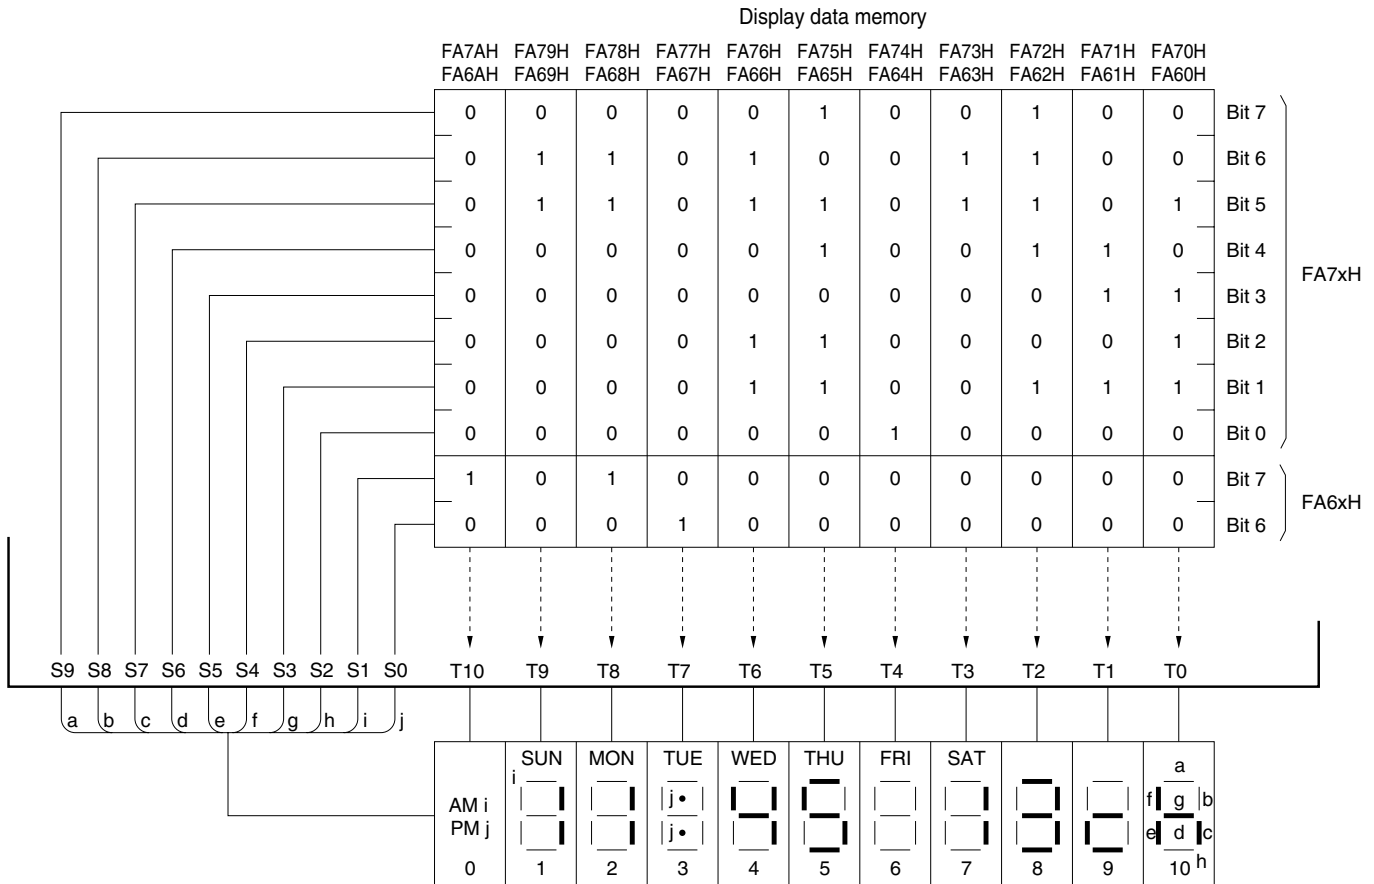 Display data memory
FA7AH FA79H FA78H FA77H FA76H FA75H FA74H FA73H FA72H FA71H FA70H
FA6AH FA69H FA68H FA67H FA66H FA65H FA64H FA63H FA62H FA61H FA60H
0 0 0 0 0 1 0 0 1 0 0 Bit 7
0 1 1 0 1 0 0 1 1 0 0 Bit 6
0 1 1 0 1 1 0 1 1 0 1 Bit 5
0 0 0 0 0 1 0 0 1 1 0 Bit 4
FA7xH
0 0 0 0 0 0 0 0 0 1 1 Bit 3
0 0 0 0 1 1 0 0 0 0 1 Bit 2
0 0 0 0 1 1 0 0 1 1 1 Bit 1
0 0 0 0 0 0 1 0 0 0 0 Bit 0
1 0 1 0 0 0 0 0 0 0 0 Bit 7
FA6xH
0 0 0 1 0 0 0 0 0 0 0 Bit 6
S9 S8 S7 S6 S5 S4 S3 S2 S1 S0 T10 T9 T8 T7 T6 T5 T4 T3 T2 T1 T0
a b c d e f g h i j
SUN MON TUE WED THU FRI SAT
i a
j f g b
AM i
PM j j e d c
0 1 2 3 4 5 6 7 8 9 10 h